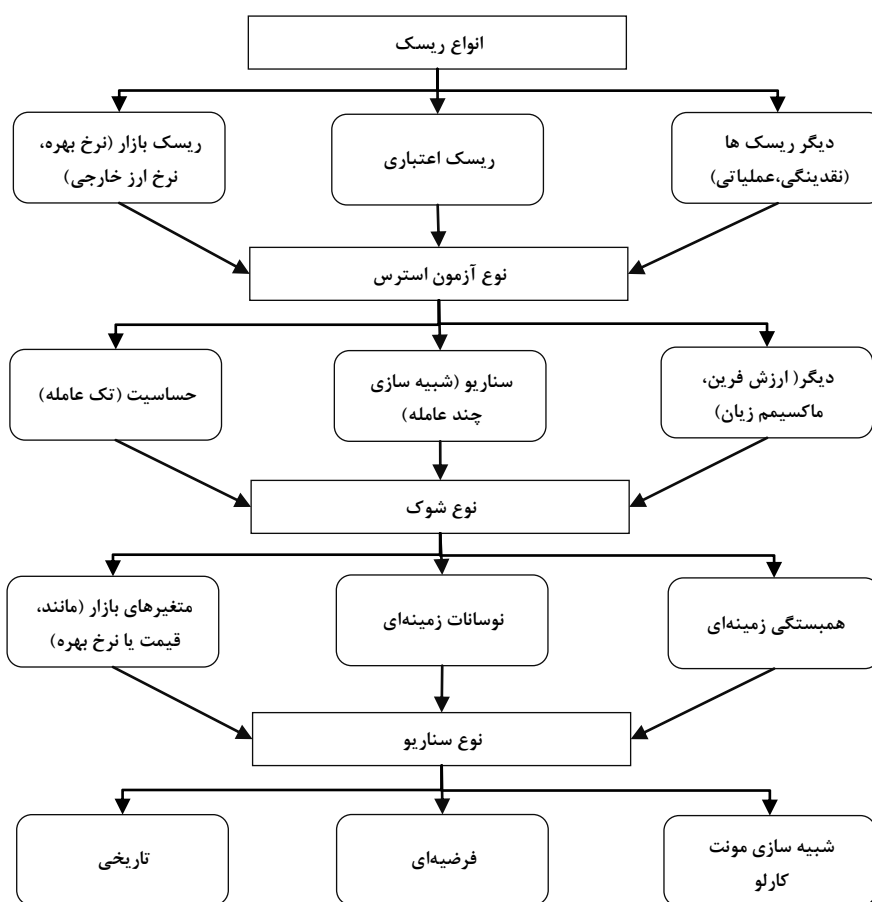 انواع ریسک
دیگر ریسک ها
(نقدینگی،عملیاتی)
ریسک اعتباری
ریسک بازار (نرخ بهره،
نرخ ارز خارجی)
نوع آزمون استرس
دیگر( ارزش فرین،
ماکسیمم زیان)
سناریو (شبیه سازی
چند عامله)
حساسیت (تک عامله)
نوع شوک
همبستگی زمینه‌ای
نوسانات زمینه‌ای
متغیرهای بازار (مانند،
قیمت یا نرخ بهره)
نوع سناریو
شبیه سازی مونت
کارلو
فرضیه‌ای
تاریخی